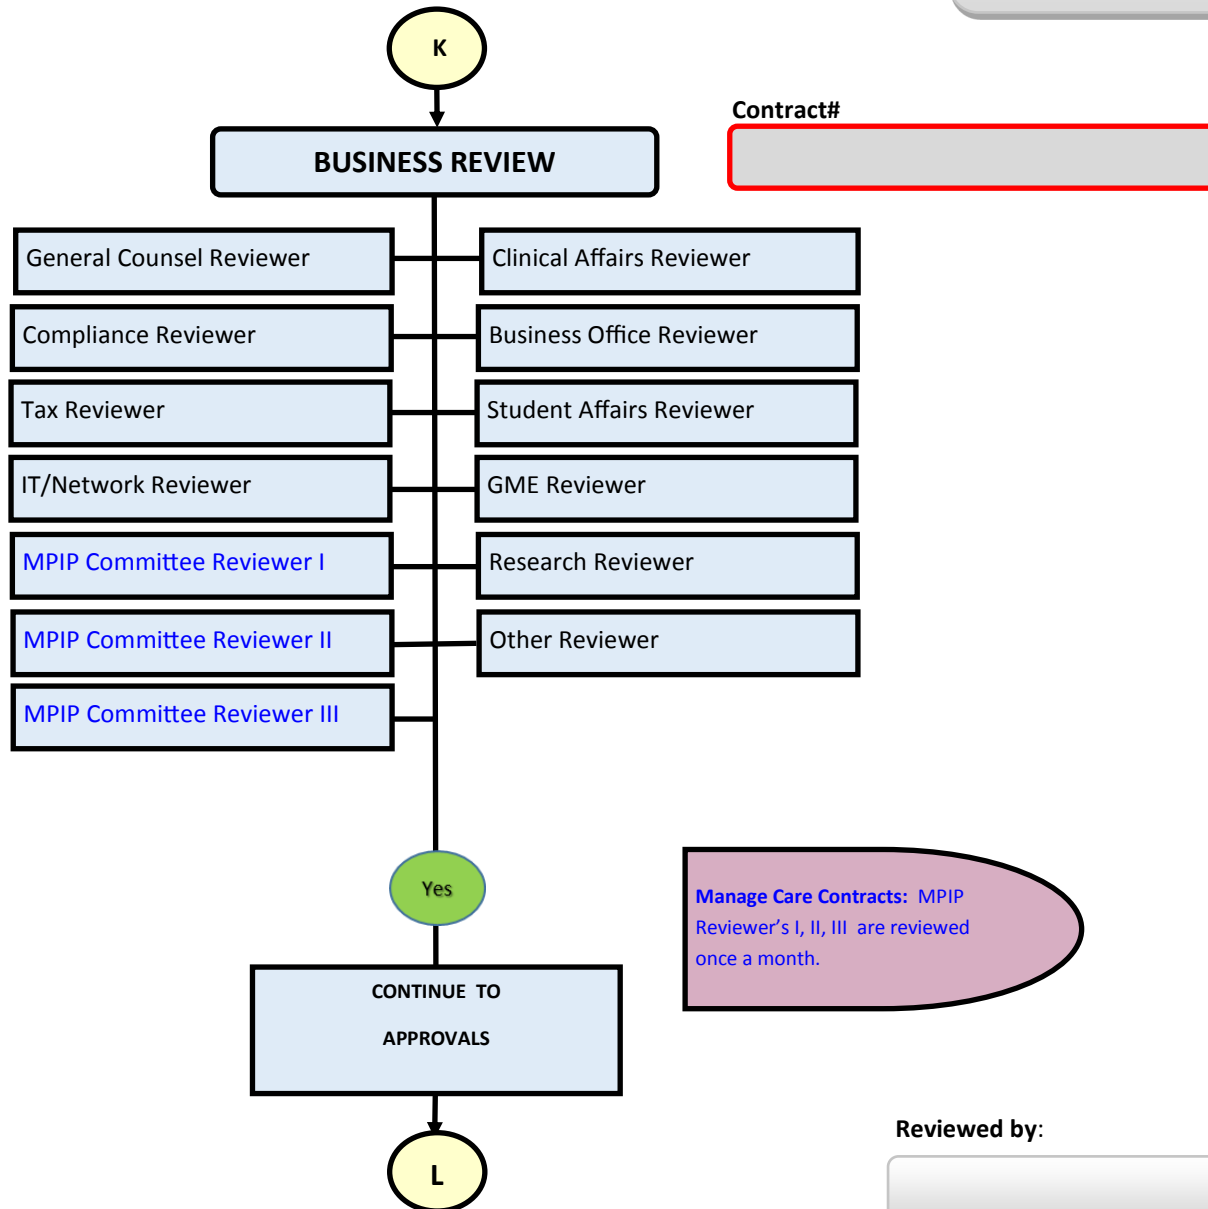 K
Contract#
BUSINESS REVIEW
General Counsel Reviewer
Clinical Affairs Reviewer
Compliance Reviewer
Business Office Reviewer
Tax Reviewer
Student Affairs Reviewer
IT/Network Reviewer
GME Reviewer
MPIP Committee Reviewer I
Research Reviewer
MPIP Committee Reviewer II
Other Reviewer
MPIP Committee Reviewer III
Yes
Manage Care Contracts: MPIP
Reviewer's I, II, III are reviewed
once a month.
CONTINUE TO
APPROVALS
Reviewed by:
L